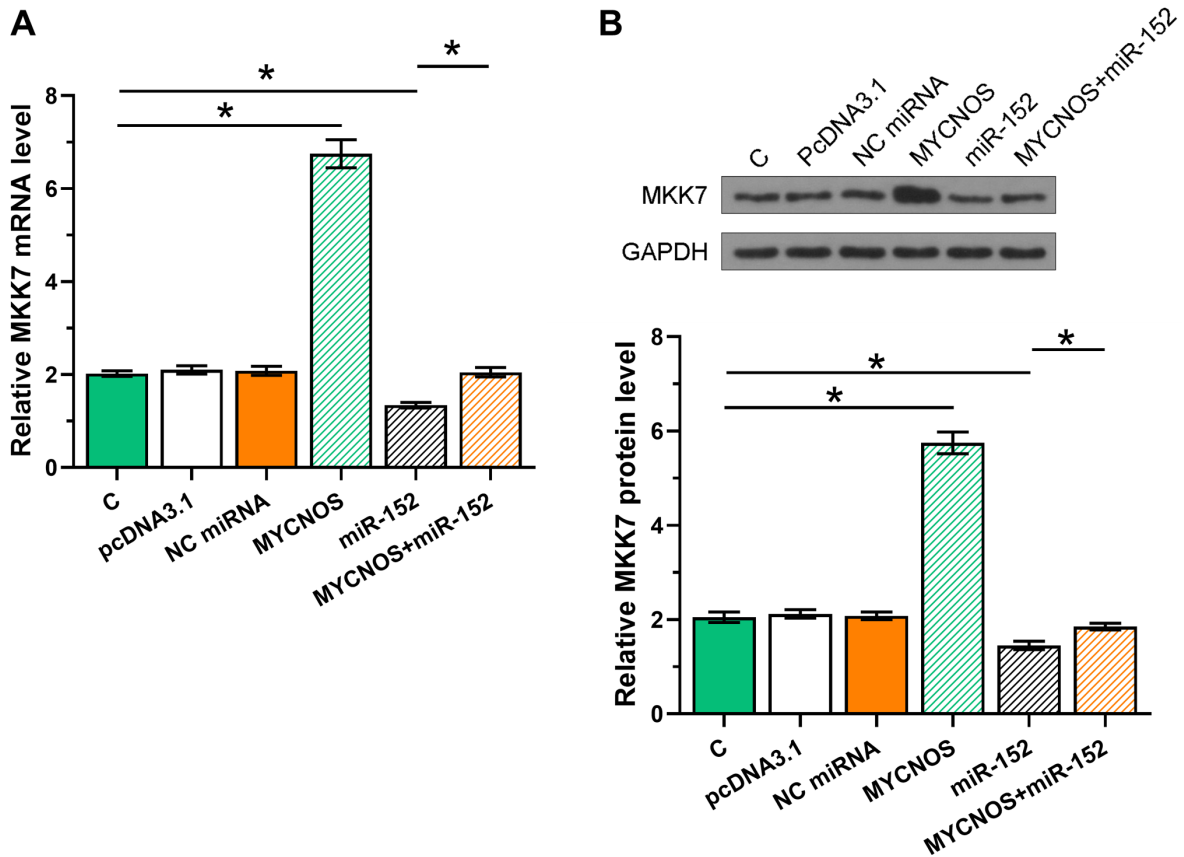 A
*
*
*
Relative MKK7 mRNA level
8
6
4
2
0
C
pcDNA3.1
NC miRNA
MYCNOS
miR-152
MYCNOS+miR-152
B
C
PcDNA3.1
NC miRNA
MYCNOS
miR-152
MYCNOS+miR-152
MKK7
GAPDH
*
*
*
Relative MKK7 protein level
8
6
4
2
0
C
pcDNA3.1
NC miRNA
MYCNOS
miR-152
MYCNOS+miR-152